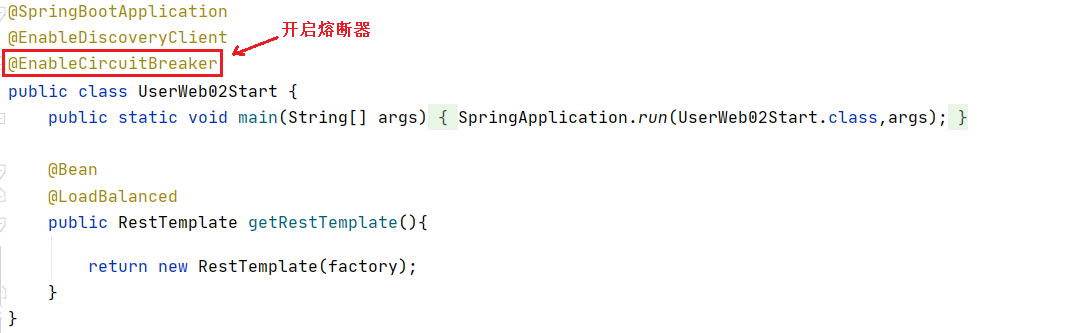 @SpringBootApplication
开启熔断器
@EnableDiscoveryClient
@EnableCircuitBreaker
public class UserWeb02Start {
public static void main(String[] args) { SpringApplication.run(UserWeb02Start.class,args); }
@Bean
@LoadBalanced
public RestTemplate getRestTemplate(){
return new RestTemplate(factory);
}
}